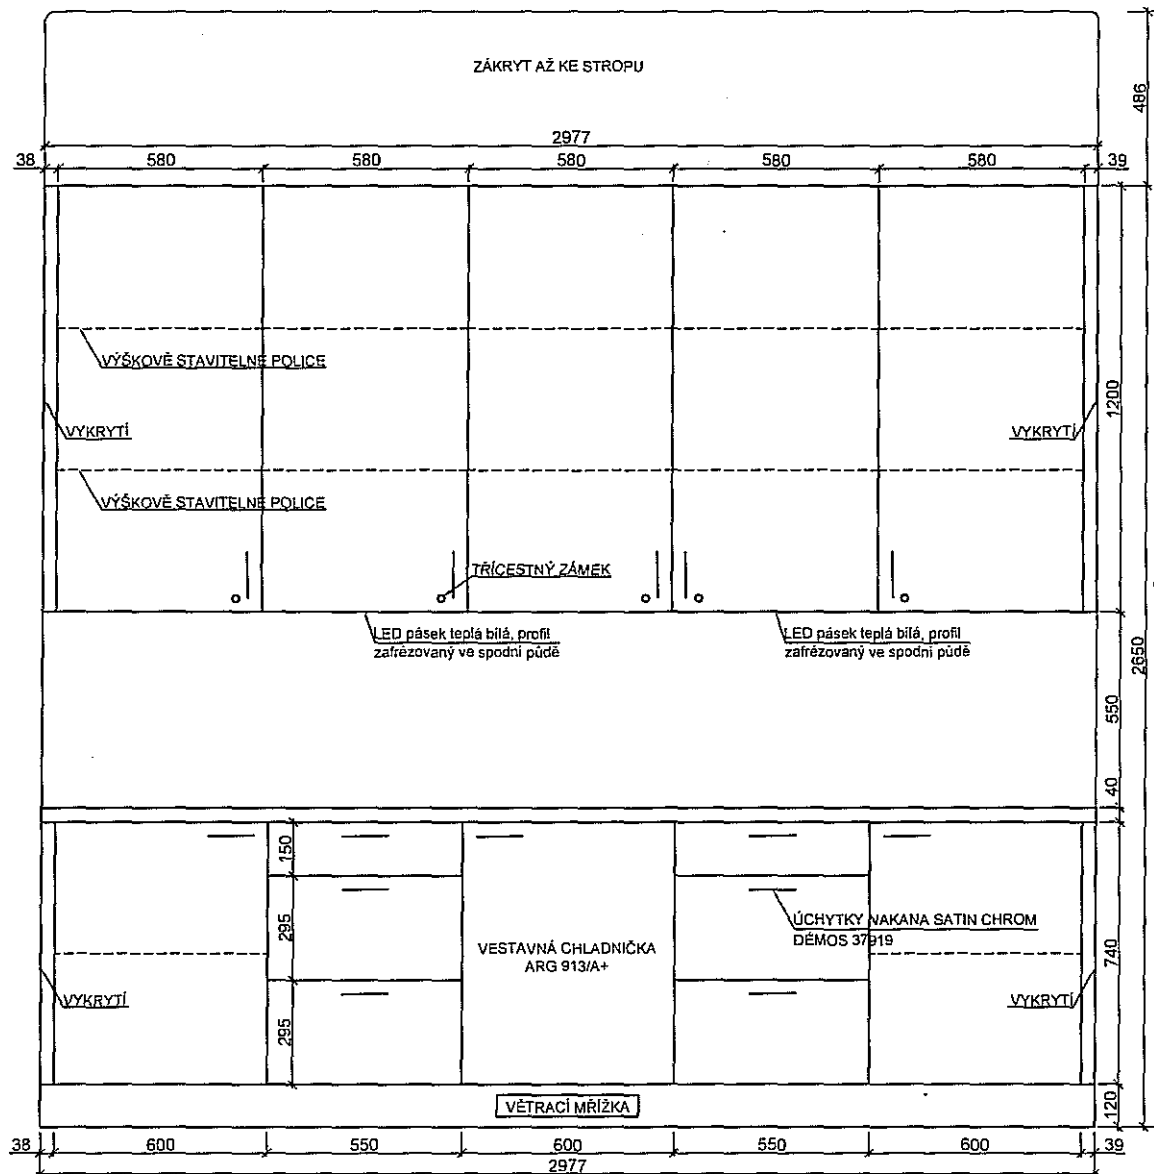 ZÁKRYT AŽ KE STROPU
486
2977
38 580 580 580 580 580 39
VÝŠKOVĚ STAVITELNE POLICE
1200
VYKRYTÍ
VYKRYTÍ
VÝŠKOVĚ STAVITELNE POLICE
TŘÍCESTNÝ ZÁMEK
LED pásek teplá bílá, profil
zafrézovaný ve spodní půdě
LED pásek teplá bílá, profil
zafrézovaný ve spodní půdě
2650
550
40
150
295
ÚCHYTKY NAKANA SATIN CHROM
DÉMOS 37919
VESTAVNÁ CHLADNIČKA
ARG 913/A+
740
VYKRYTÍ
VYKRYTÍ
295
VĚTRACÍ MŘÍŽKA
120
38 600 550 600 550 600 39
2977